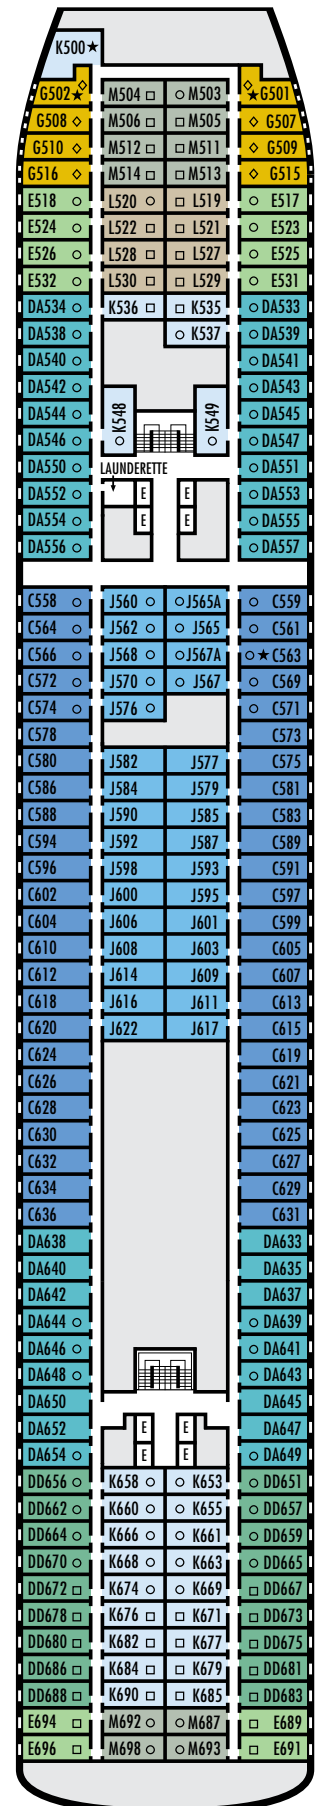 K500★
G502★◇ ◇★G501
M504□ ○M503
G508◇ M506□ □M505 ◇G507
G510◇ M512□ □M511 ◇G509
G516◇ M514□ □M513 ◇G515
E518○ L520○ □L519 ○E517
E524○ L522□ □L521 ○E523
E526○ L528□ □L527 ○E525
E532○ L530□ □L529 ○E531
DA534○ K536□ □K535 ○DA533
DA538○ ○K537 ○DA539
DA540○ ○DA541
DA542○ ○DA543
DA544○ K548○ K549○ ○DA545
DA546○ ○DA547
DA550○ LAUNDERETTE ○DA551
DA552○ E E ○DA553
DA554○ E E ○DA555
DA556○ ○DA557
C558○ J560○ ○J565A ○C559
C564○ J562○ ○J565 ○C561
C566○ J568○ ○J567A ○★C563
C572○ J570○ ○J567 ○C569
C574○ J576○ ○C571
C578 C573
C580 J582 J577 C575
C586 J584 J579 C581
C588 J590 J585 C583
C594 J592 J587 C589
C596 J598 J593 C591
C602 J600 J595 C597
C604 J606 J601 C599
C610 J608 J603 C605
C612 J614 J609 C607
C618 J616 J611 C613
C620 J622 J617 C615
C624 C619
C626 C621
C628 C623
C630 C625
C632 C627
C634 C629
C636 C631
DA638 DA633
DA640 DA635
DA642 DA637
DA644○ ○DA639
DA646○ ○DA641
DA648○ ○DA643
DA650 DA645
DA652 E E DA647
DA654○ E E ○DA649
DD656○ K658○ ○K653 ○DD651
DD662○ K660○ ○K655 ○DD657
DD664○ K666○ ○K661 ○DD659
DD670○ K668○ ○K663 ○DD665
DD672□ K674○ ○K669 □DD667
DD678□ K676□ □K671 □DD673
DD680□ K682□ □K677 □DD675
DD686□ K684□ □K679 □DD681
DD688□ K690□ □K685 □DD683
E694□ M692○ ○M687 □E689
E696□ M698○ ○M693 □E691